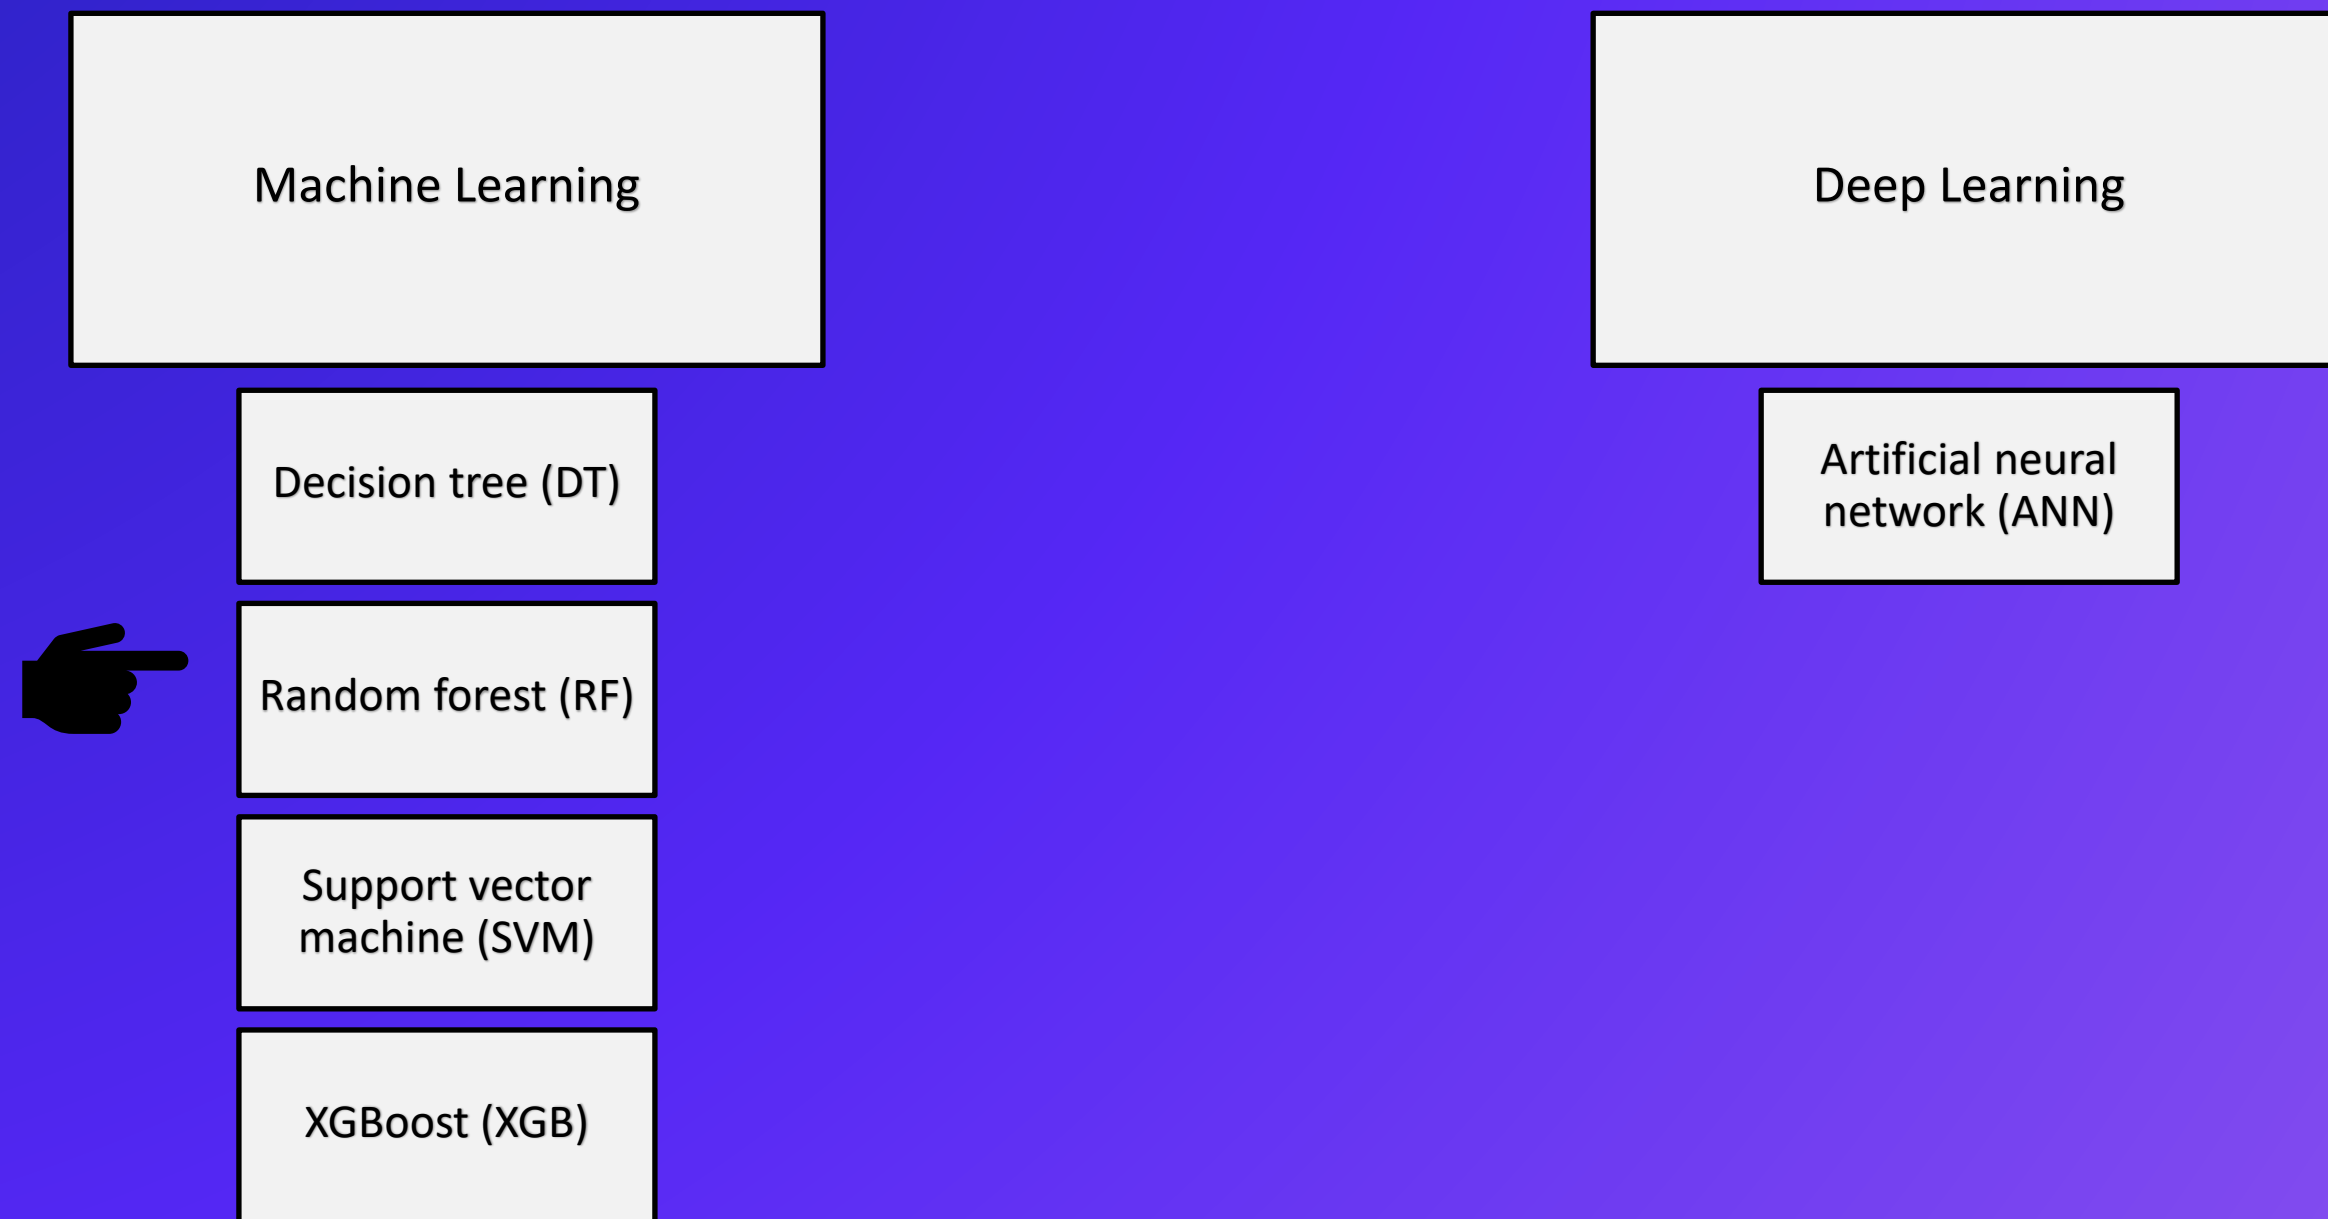 Machine Learning
Decision tree (DT)
Random forest (RF)
Support vector
machine (SVM)
XGBoost (XGB)
Deep Learning
Artificial neural
network (ANN)